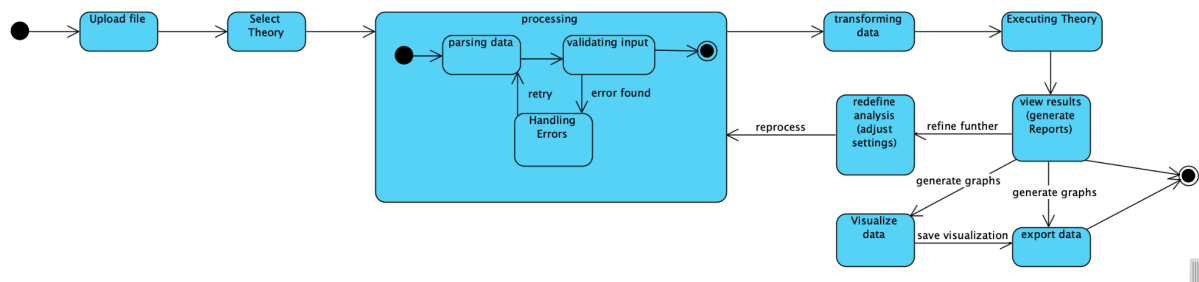 Upload file
Select
Theory
processing
parsing data
validating input
retry
error found
Handling
Errors
transforming
data
Executing Theory
redefine
analysis
(adjust
settings)
view results
(generate
Reports)
reprocess
refine funther
generate graphs
generate graphs
Visualize
data
save visualization
export data